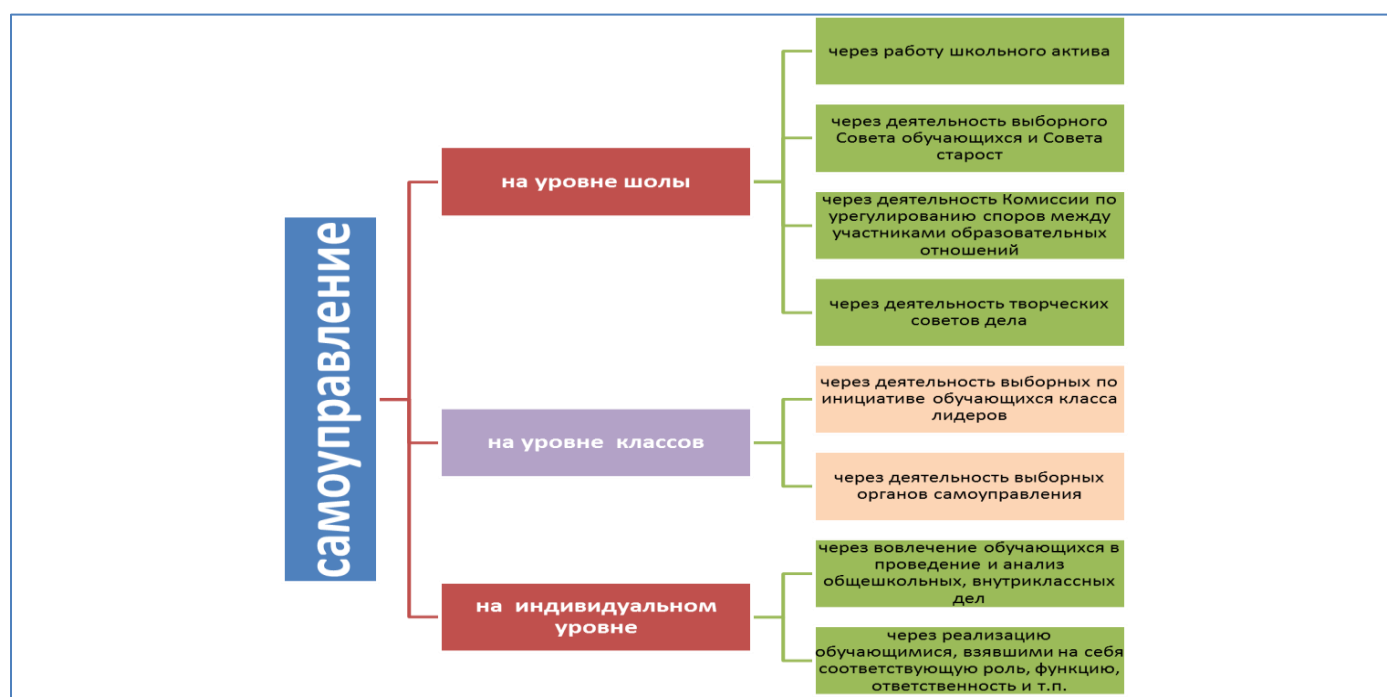 самоуправление
на уровне шолы
через работу школьного актива
через деятельность выборного
Совета обучающихся и Совета
старост
через деятельность Комиссии по
урегулированию споров между
участниками образовательных
отношений
через деятельность творческих
советов дела
на уровне классов
через деятельность выборных по
инициативе обучающихся класса
лидеров
через деятельность выборных
органов самоуправления
на индивидуальном
уровне
через вовлечение обучающихся в
проведение и анализ
общешкольных, внутриклассных
дел
через реализацию
обучающимися, взявшими на себя
соответствующую роль, функцию,
ответственность и т.п.